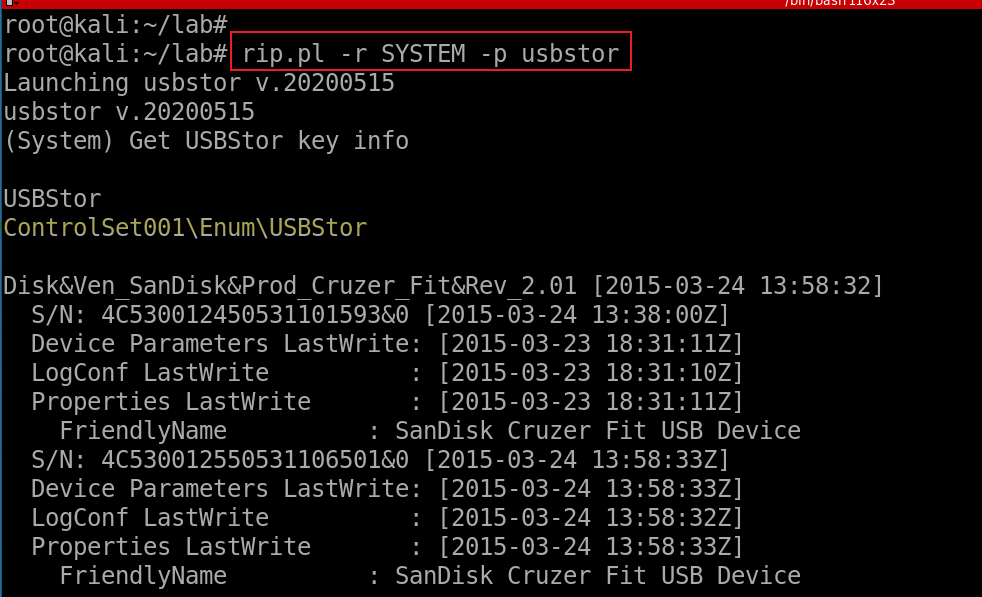 /bin/bash 116x23
root@kali:~/lab#
root@kali:~/lab# rip.pl -r SYSTEM -p usbstor
Launching usbstor v.20200515
usbstor v.20200515
(System) Get USBStor key info
USBStor
ControlSet001\Enum\USBStor
Disk&Ven_SanDisk&Prod_Cruzer_Fit&Rev_2.01 [2015-03-24 13:58:32]
S/N: 4C530012450531101593&0 [2015-03-24 13:38:00Z]
Device Parameters LastWrite: [2015-03-23 18:31:11Z]
LogConf LastWrite          : [2015-03-23 18:31:10Z]
Properties LastWrite       : [2015-03-23 18:31:11Z]
FriendlyName          : SanDisk Cruzer Fit USB Device
S/N: 4C530012550531106501&0 [2015-03-24 13:58:33Z]
Device Parameters LastWrite: [2015-03-24 13:58:33Z]
LogConf LastWrite          : [2015-03-24 13:58:32Z]
Properties LastWrite       : [2015-03-24 13:58:33Z]
FriendlyName          : SanDisk Cruzer Fit USB Device